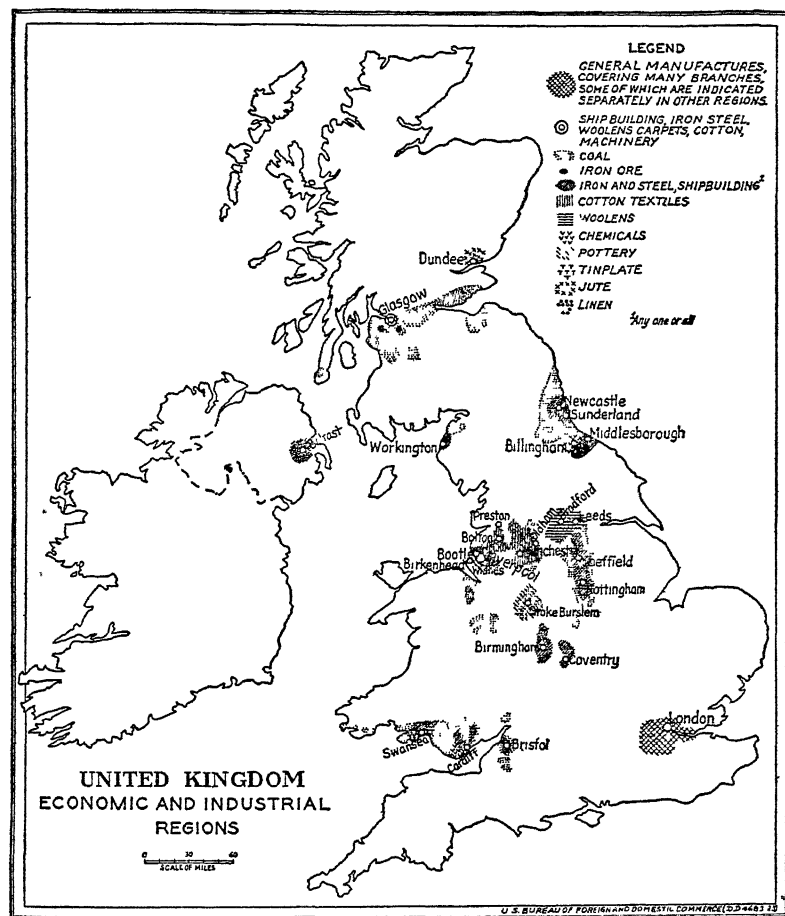 LEGEND
GENERAL MANUFACTURES,
COVERING MANY BRANCHES,
SOME OF WHICH ARE INDICATED
SEPARATELY IN OTHER REGIONS.
SHIPBUILDING, IRON STEEL,
WOOLENS CARPETS, COTTON,
MACHINERY
COAL
IRON ORE
IRON AND STEEL, SHIPBUILDING
COTTON TEXTILES
WOOLENS
CHEMICALS
POTTERY
TINPLATE
JUTE
LINEN
Any one or all
Dundee
Glasgow
Newcastle
Sunderland
Middlesborough
Billingham
Workington
Preston
Bradford
Leeds
Bolton
Bootle
Birkenhead
Stoke Burslem
Birmingham
Coventry
London
Swansea
Cardiff
Bristol
UNITED KINGDOM
ECONOMIC AND INDUSTRIAL
REGIONS
0 30 60
SCALE OF MILES
U.S. BUREAU OF FOREIGN AND DOMESTIC COMMERCE